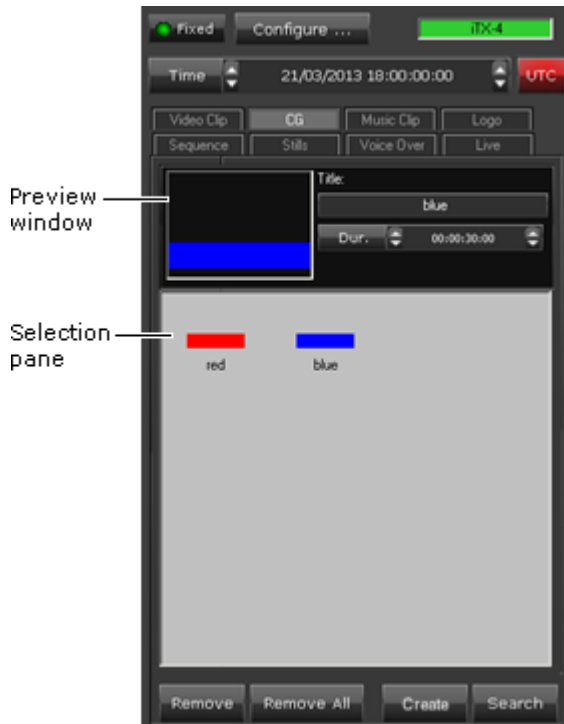 Fixed Configure ... iTX-4
Time 21/03/2013 18:00:00:00 UTC
Video Clip CG Music Clip Logo
Sequence Stills Voice Over Live
Preview
window
Title:
blue
Dur. 00:00:30:00
Selection
pane
red blue
Remove Remove All Create Search